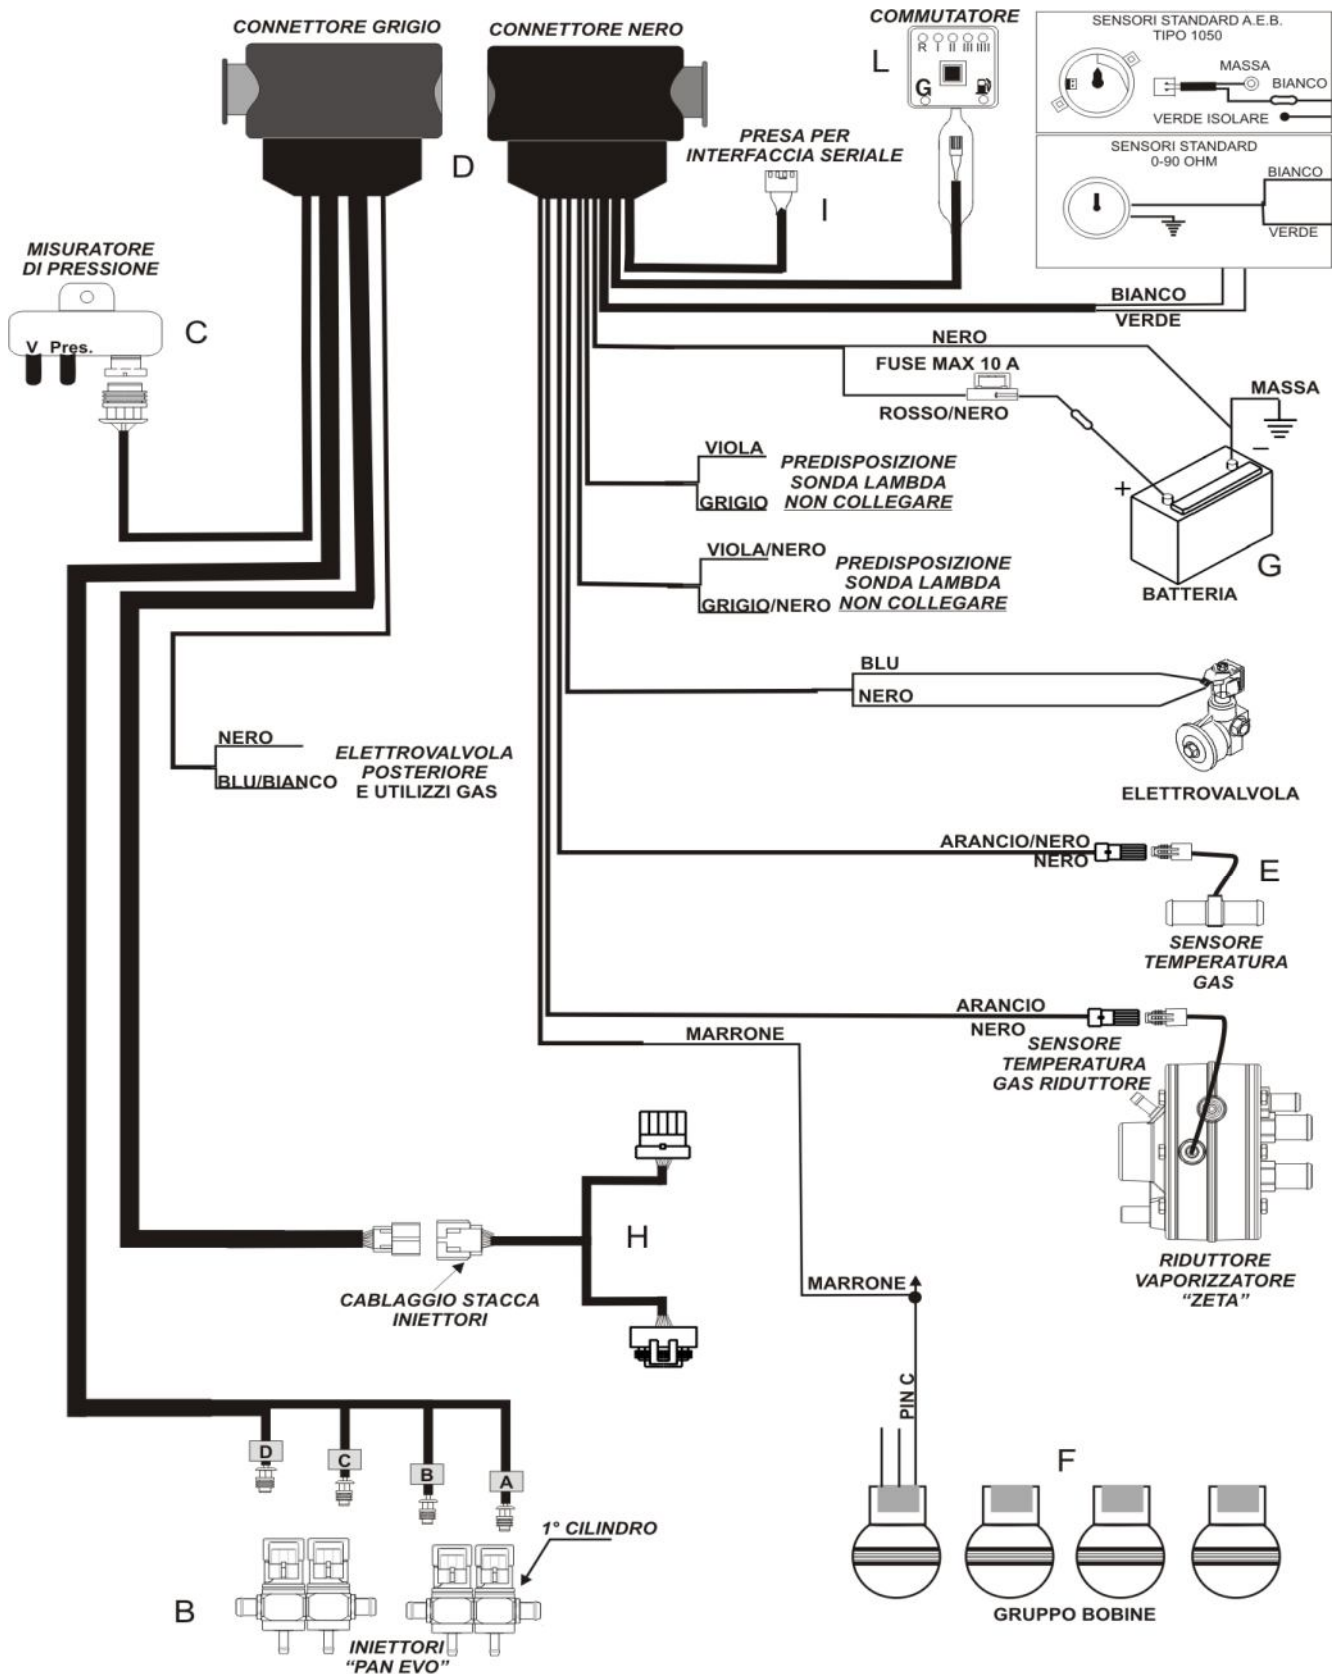 CONNETTORE GRIGIO
CONNETTORE NERO
COMMUTATORE
L
R I II III IIII
G
SENSORI STANDARD A.E.B.
TIPO 1050
MASSA
BIANCO
VERDE ISOLARE
SENSORI STANDARD
0-90 OHM
BIANCO
VERDE
D
PRESA PER
INTERFACCIA SERIALE
I
MISURATORE
DI PRESSIONE
V Pres.
C
BIANCO
VERDE
NERO
FUSE MAX 10 A
ROSSO/NERO
MASSA
+
−
G
BATTERIA
VIOLA
GRIGIO
PREDISPOSIZIONE
SONDA LAMBDA
NON COLLEGARE
VIOLA/NERO
GRIGIO/NERO
PREDISPOSIZIONE
SONDA LAMBDA
NON COLLEGARE
BLU
NERO
ELETTROVALVOLA
NERO
BLU/BIANCO
ELETTROVALVOLA
POSTERIORE
E UTILIZZI GAS
ARANCIO/NERO
NERO
E
SENSORE
TEMPERATURA
GAS
ARANCIO
NERO
MARRONE
SENSORE
TEMPERATURA
GAS RIDUTTORE
RIDUTTORE
VAPORIZZATORE
“ZETA”
H
CABLAGGIO STACCA
INIETTORI
MARRONE
PIN C
F
GRUPPO BOBINE
D
C
B
A
1° CILINDRO
B
INIETTORI
“PAN EVO”